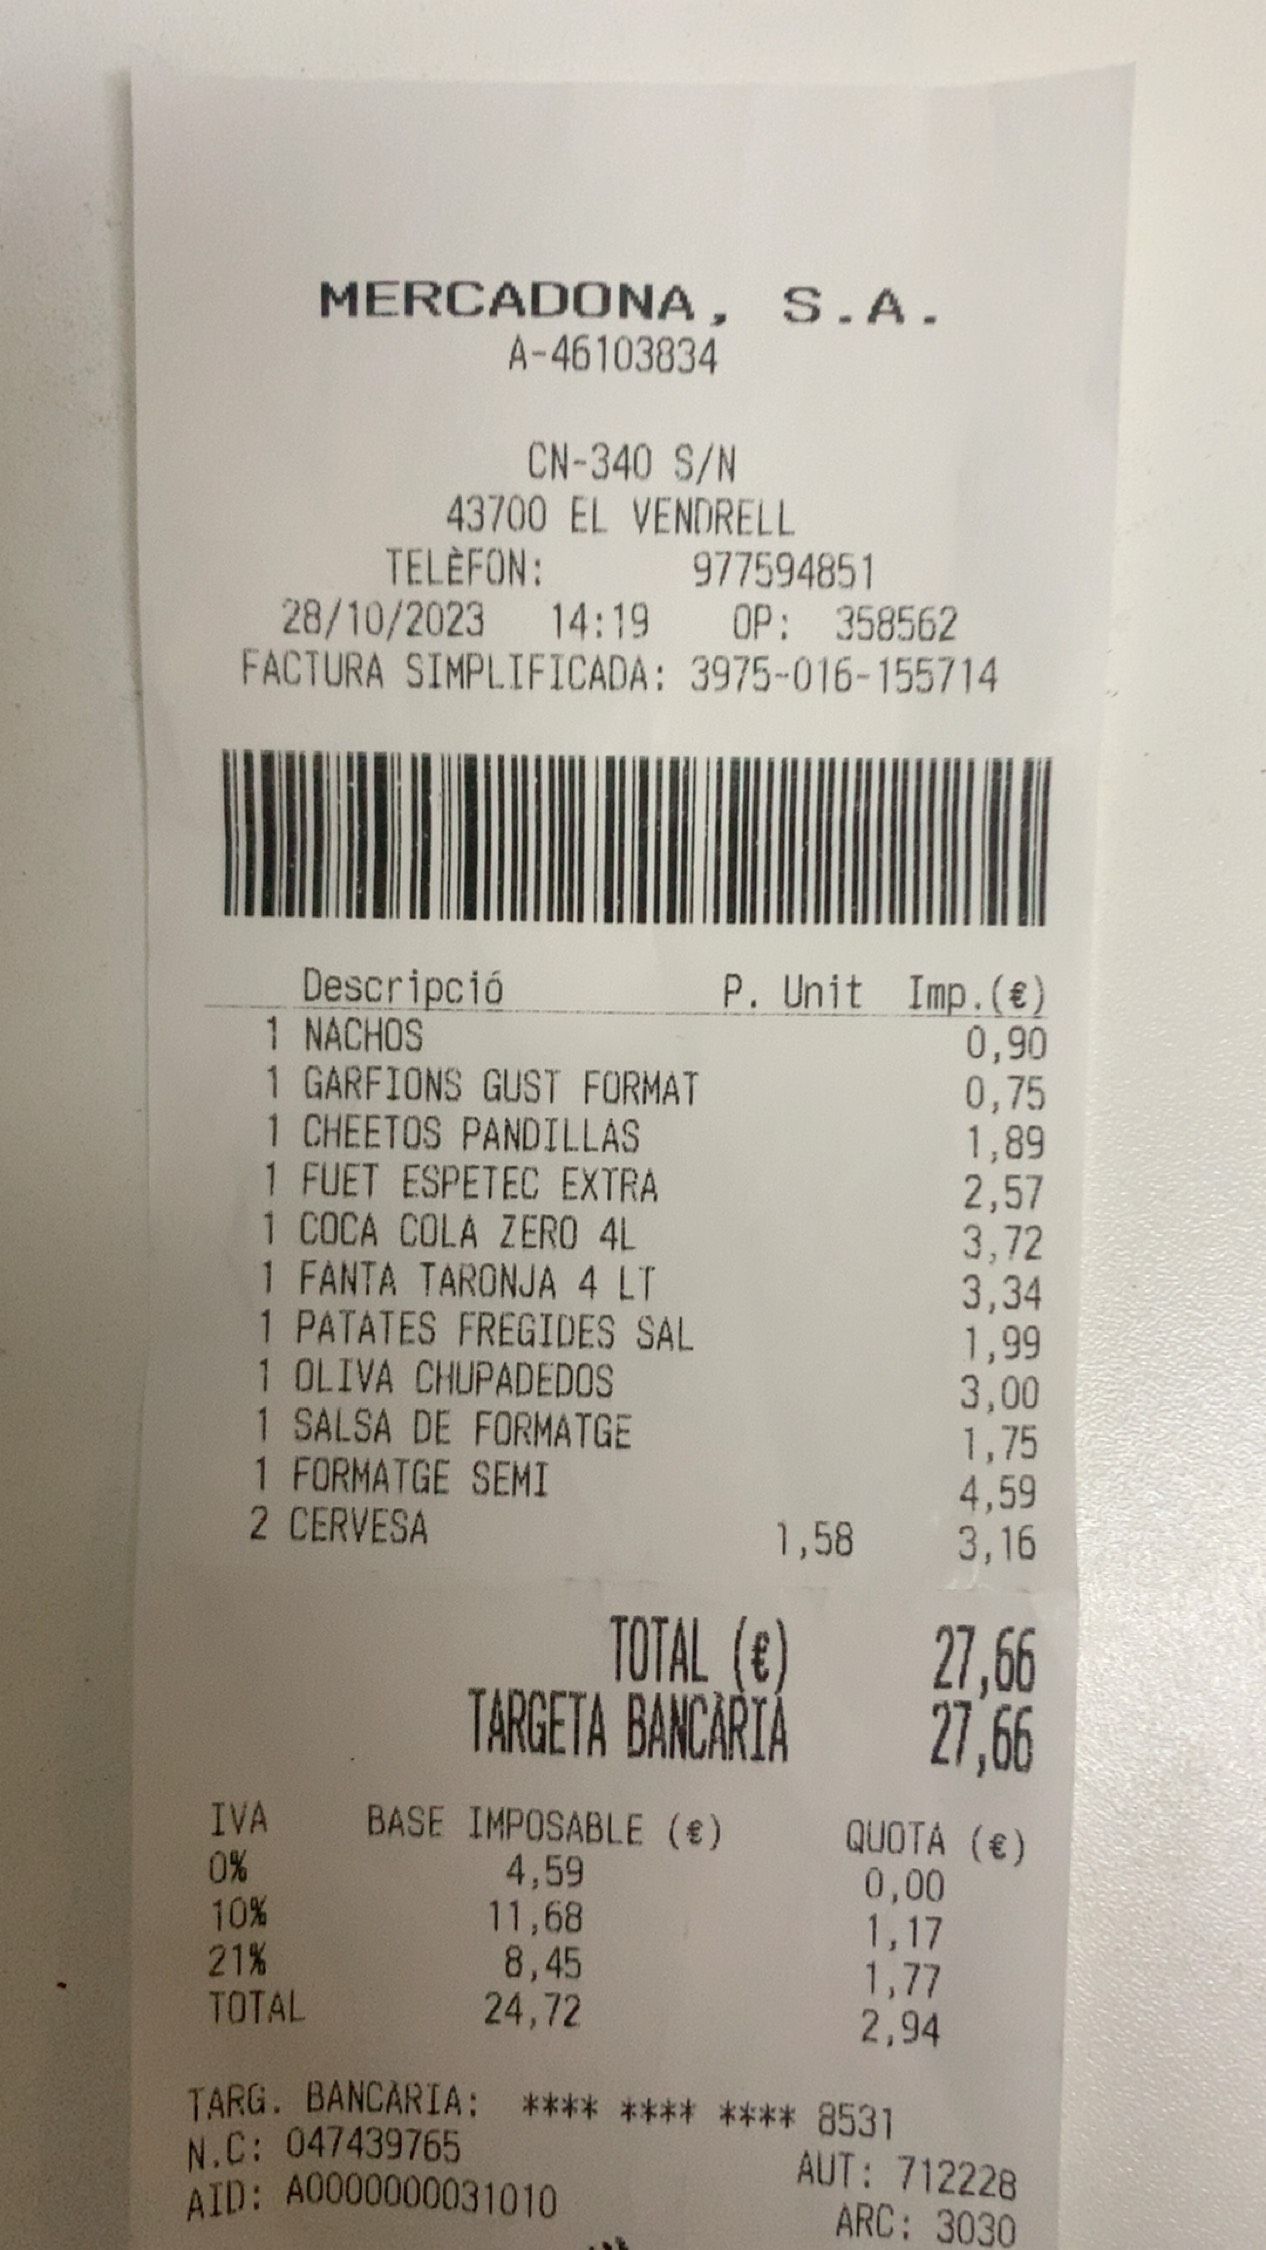 MERCADONA, S.A.
A-46103834
CN-340 S/N
43700 EL VENDRELL
TELÈFON: 977594851
28/10/2023 14:19 OP: 358562
FACTURA SIMPLIFICADA: 3975-016-155714
Descripció P. Unit Imp.(€)
1 NACHOS 0,90
1 GARFIONS GUST FORMAT 0,75
1 CHEETOS PANDILLAS 1,89
1 FUET ESPETEC EXTRA 2,57
1 COCA COLA ZERO 4L 3,72
1 FANTA TARONJA 4 LT 3,34
1 PATATES FREGIDES SAL 1,99
1 OLIVA CHUPADEDOS 3,00
1 SALSA DE FORMATGE 1,75
1 FORMATGE SEMI 4,59
2 CERVESA 1,58 3,16
TOTAL (€) 27,66
TARGETA BANCÀRIA 27,66
IVA BASE IMPOSABLE (€) QUOTA (€)
0% 4,59 0,00
10% 11,68 1,17
21% 8,45 1,77
TOTAL 24,72 2,94
TARG. BANCÀRIA: **** **** **** 8531
N.C: 047439765 AUT: 712228
AID: A0000000031010 ARC: 3030